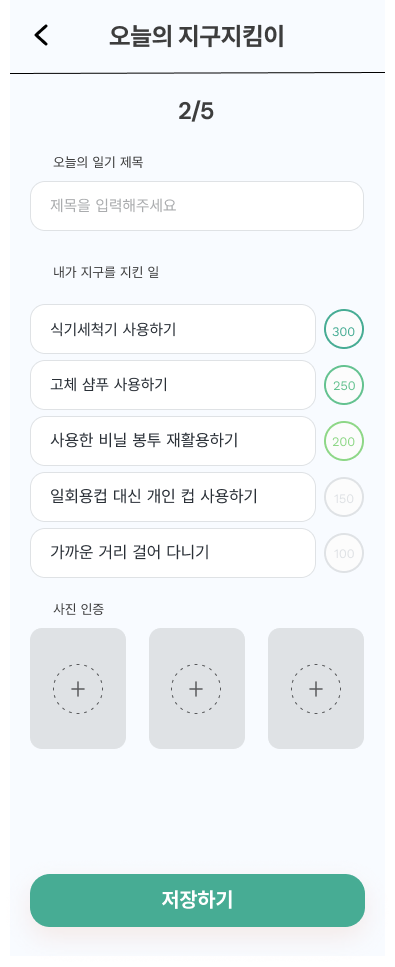 오늘의 지구지킴이
2/5
오늘의 일기 제목
제목을 입력해주세요
내가 지구를 지킨 일
식기세척기 사용하기 300
고체 샴푸 사용하기 250
사용한 비닐 봉투 재활용하기 200
일회용컵 대신 개인 컵 사용하기 150
가까운 거리 걸어 다니기 100
사진 인증
저장하기